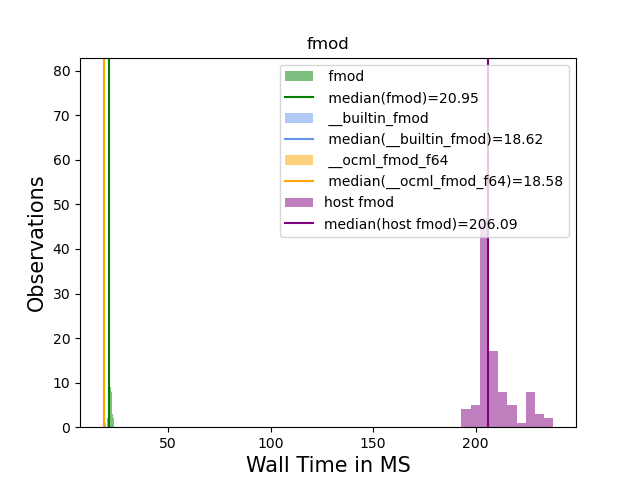 fmod
80
70
60
50
40
30
20
10
0
Observations
fmod
median(fmod)=20.95
__builtin_fmod
median(__builtin_fmod)=18.62
__ocml_fmod_f64
median(__ocml_fmod_f64)=18.58
host fmod
median(host fmod)=206.09
50
100
150
200
Wall Time in MS